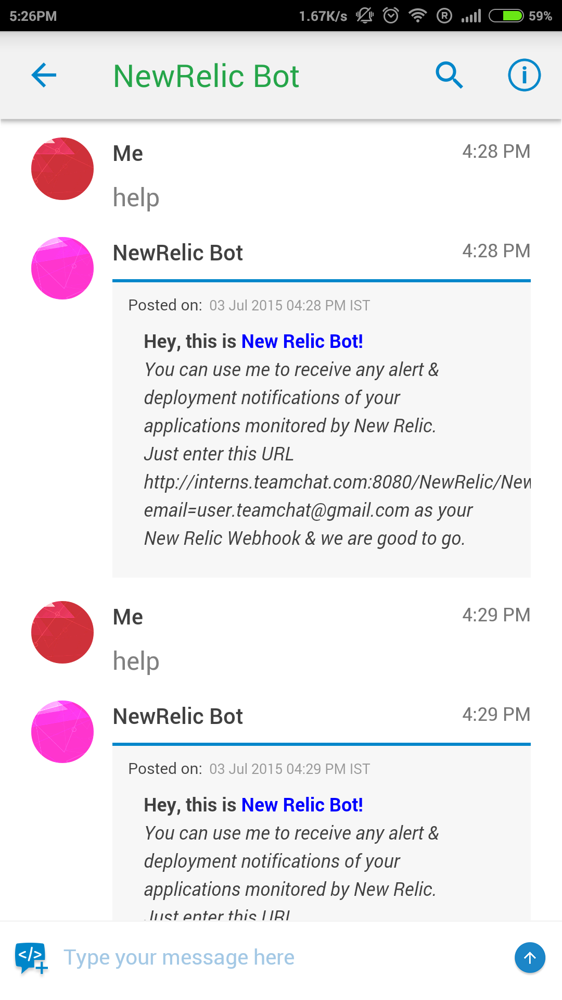 5:26PM 1.67K/s R 59%
NewRelic Bot
Me 4:28 PM
help
NewRelic Bot 4:28 PM
Posted on: 03 Jul 2015 04:28 PM IST
Hey, this is New Relic Bot!
You can use me to receive any alert &
deployment notifications of your
applications monitored by New Relic.
Just enter this URL
http://interns.teamchat.com:8080/NewRelic/New
email=user.teamchat@gmail.com as your
New Relic Webhook & we are good to go.
Me 4:29 PM
help
NewRelic Bot 4:29 PM
Posted on: 03 Jul 2015 04:29 PM IST
Hey, this is New Relic Bot!
You can use me to receive any alert &
deployment notifications of your
applications monitored by New Relic.
Just enter this URL
Type your message here